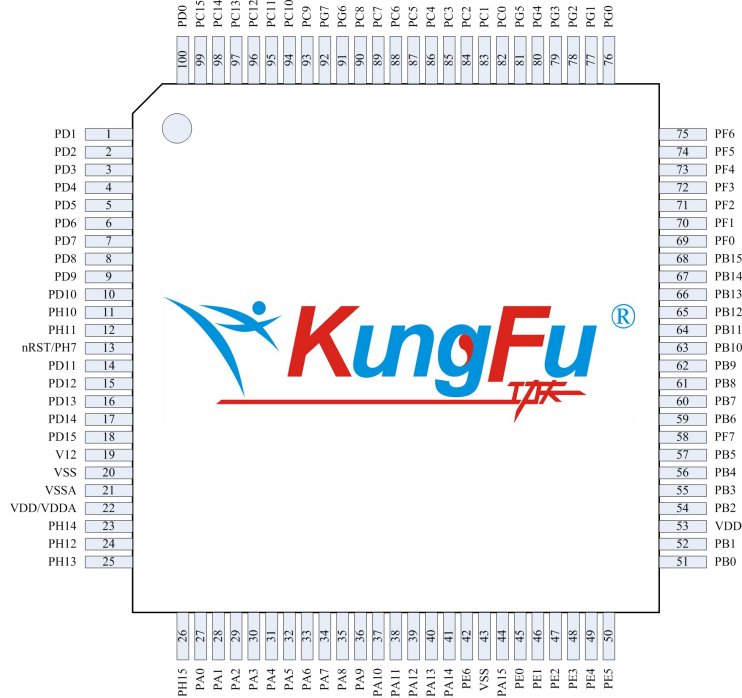 PD0 PC15 PC14 PC13 PC12 PC11 PC10 PC9 PG7 PG6 PC8 PC7 PC6 PC5 PC4 PC3 PC2 PC1 PC0 PG5 PG4 PG3 PG2 PG1 PG0
100 99 98 97 96 95 94 93 92 91 90 89 88 87 86 85 84 83 82 81 80 79 78 77 76
PD1 1
PD2 2
PD3 3
PD4 4
PD5 5
PD6 6
PD7 7
PD8 8
PD9 9
PD10 10
PH10 11
PH11 12
nRST/PH7 13
PD11 14
PD12 15
PD13 16
PD14 17
PD15 18
V12 19
VSS 20
VSSA 21
VDD/VDDA 22
PH14 23
PH12 24
PH13 25
KungFu ®
75 PF6
74 PF5
73 PF4
72 PF3
71 PF2
70 PF1
69 PF0
68 PB15
67 PB14
66 PB13
65 PB12
64 PB11
63 PB10
62 PB9
61 PB8
60 PB7
59 PB6
58 PF7
57 PB5
56 PB4
55 PB3
54 PB2
53 VDD
52 PB1
51 PB0
26 27 28 29 30 31 32 33 34 35 36 37 38 39 40 41 42 43 44 45 46 47 48 49 50
PH15 PA0 PA1 PA2 PA3 PA4 PA5 PA6 PA7 PA8 PA9 PA10 PA11 PA12 PA13 PA14 PE6 VSS PA15 PE0 PE1 PE2 PE3 PE4 PE5